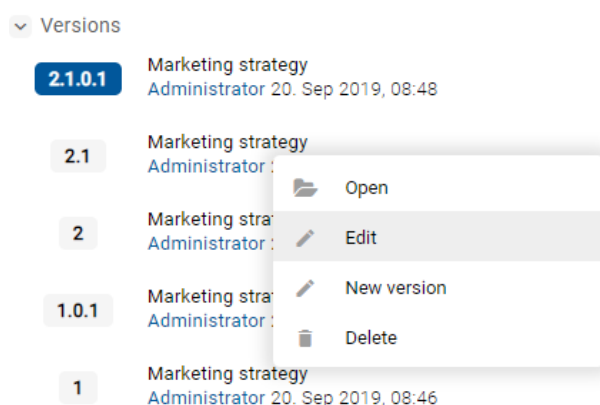 Versions
2.1.0.1
Marketing strategy
Administrator 20. Sep 2019, 08:48
2.1
Marketing strategy
Administrator
2
Marketing stra
Administrator
1.0.1
Marketing stra
Administrator
1
Marketing strategy
Administrator 20. Sep 2019, 08:46
Open
Edit
New version
Delete